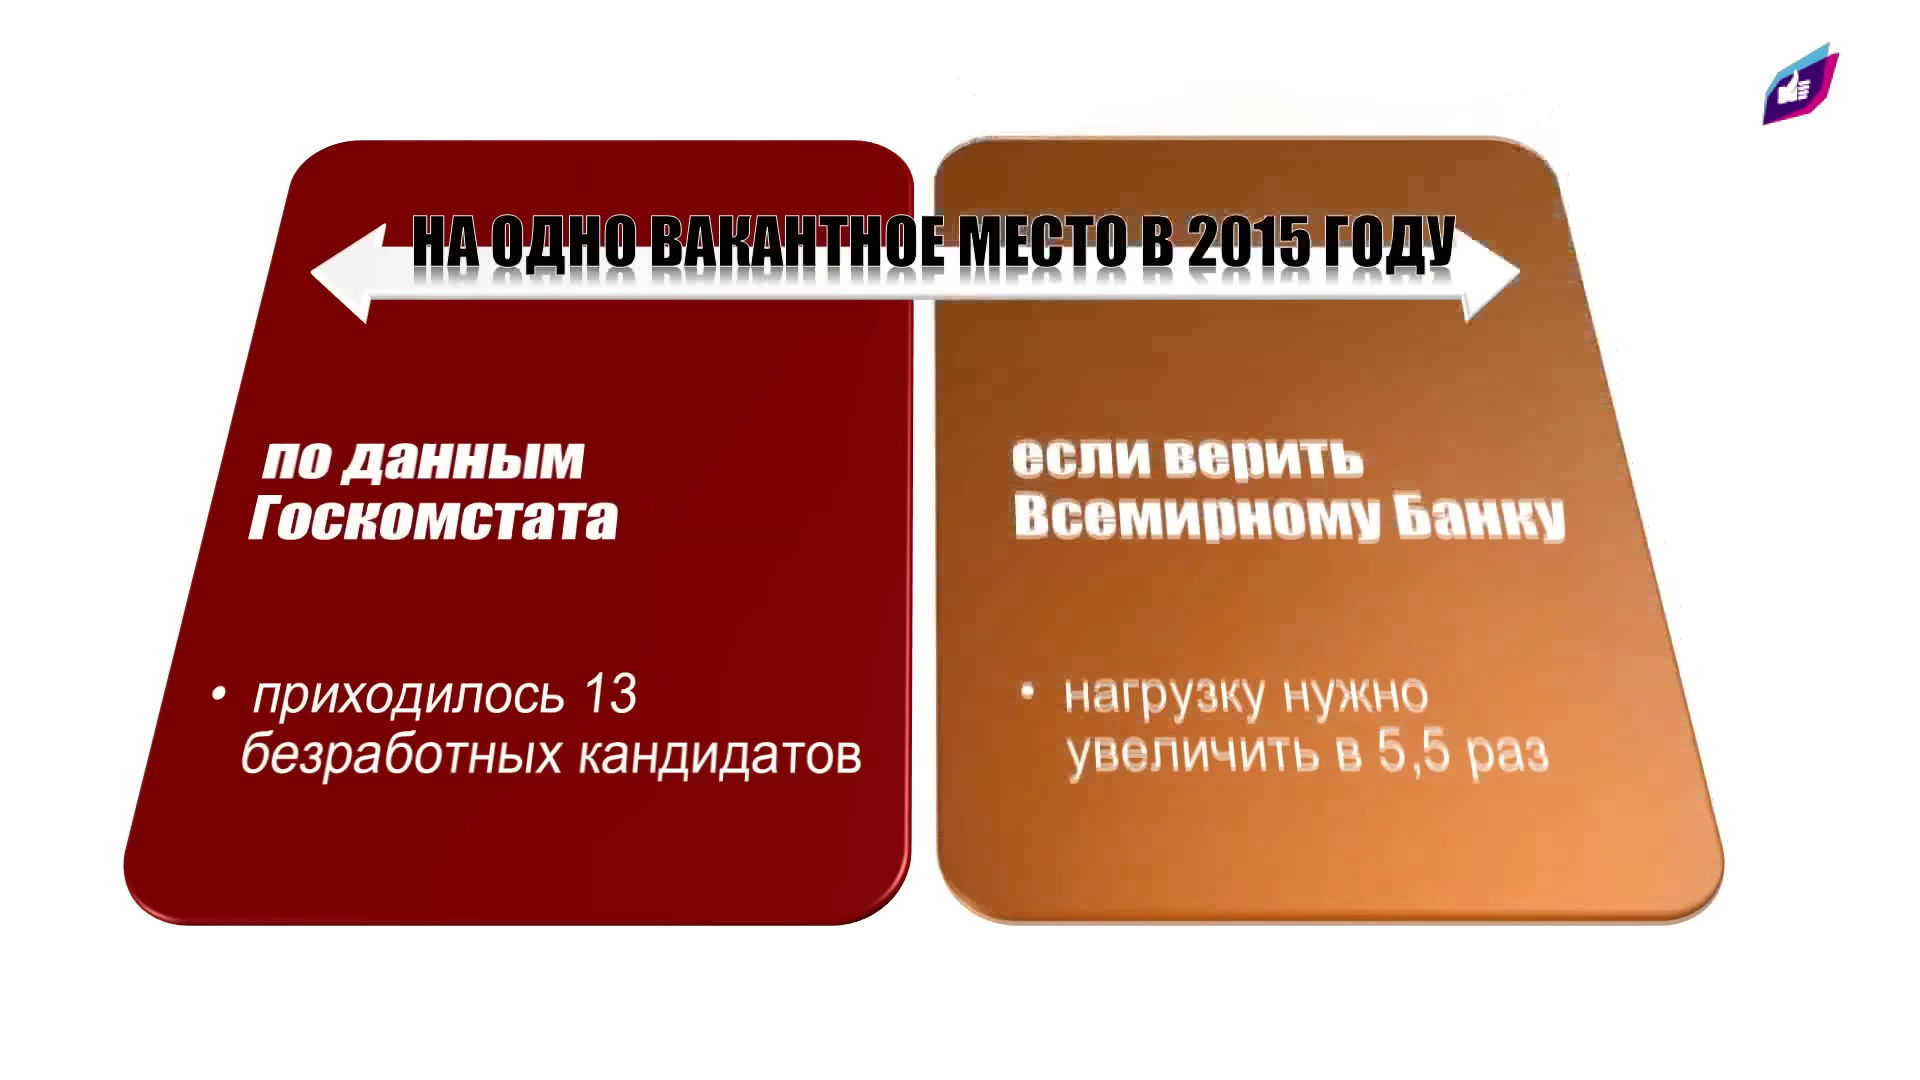 НА ОДНО ВАКАНТНОЕ МЕСТО В 2015 ГОДУ
по данным
Госкомстата
• приходилось 13
безработных кандидатов
если верить
Всемирному Банку
• нагрузку нужно
увеличить в 5,5 раз